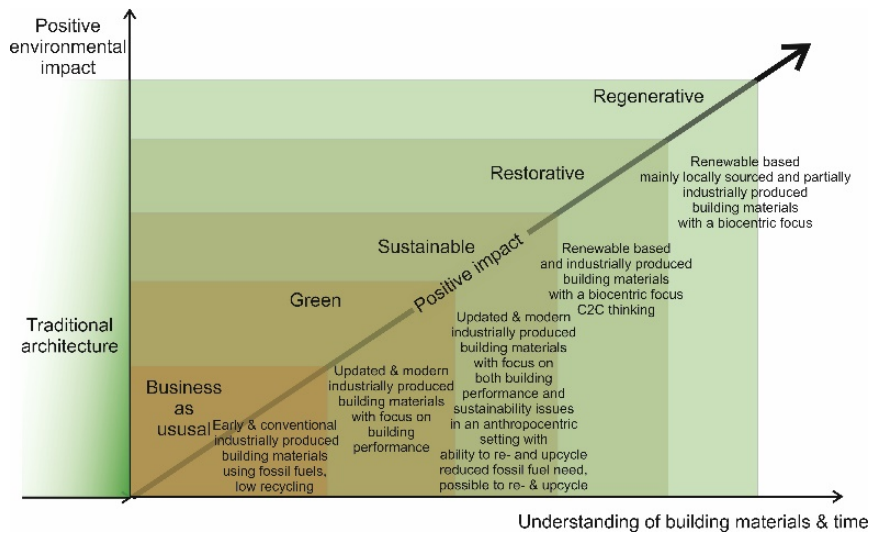 Positive
environmental
impact
Regenerative
Renewable based
mainly locally sourced and partially
industrially produced
building materials
with a biocentric focus
Restorative
Renewable based
and industrially produced
building materials
with a biocentric focus
C2C thinking
Sustainable
Positive impact
Updated & modern
industrially produced
building materials
with focus on
both building
performance and
sustainability issues
in an anthropocentric
setting with
ability to re- and upcycle
reduced fossil fuel need,
possible to re- & upcycle
Green
Updated & modern
industrially produced
building materials
with focus on
building
performance
Traditional
architecture
Business
as
ususal
Early & conventional
industrially produced
building materials
using fossil fuels,
low recycling
Understanding of building materials & time